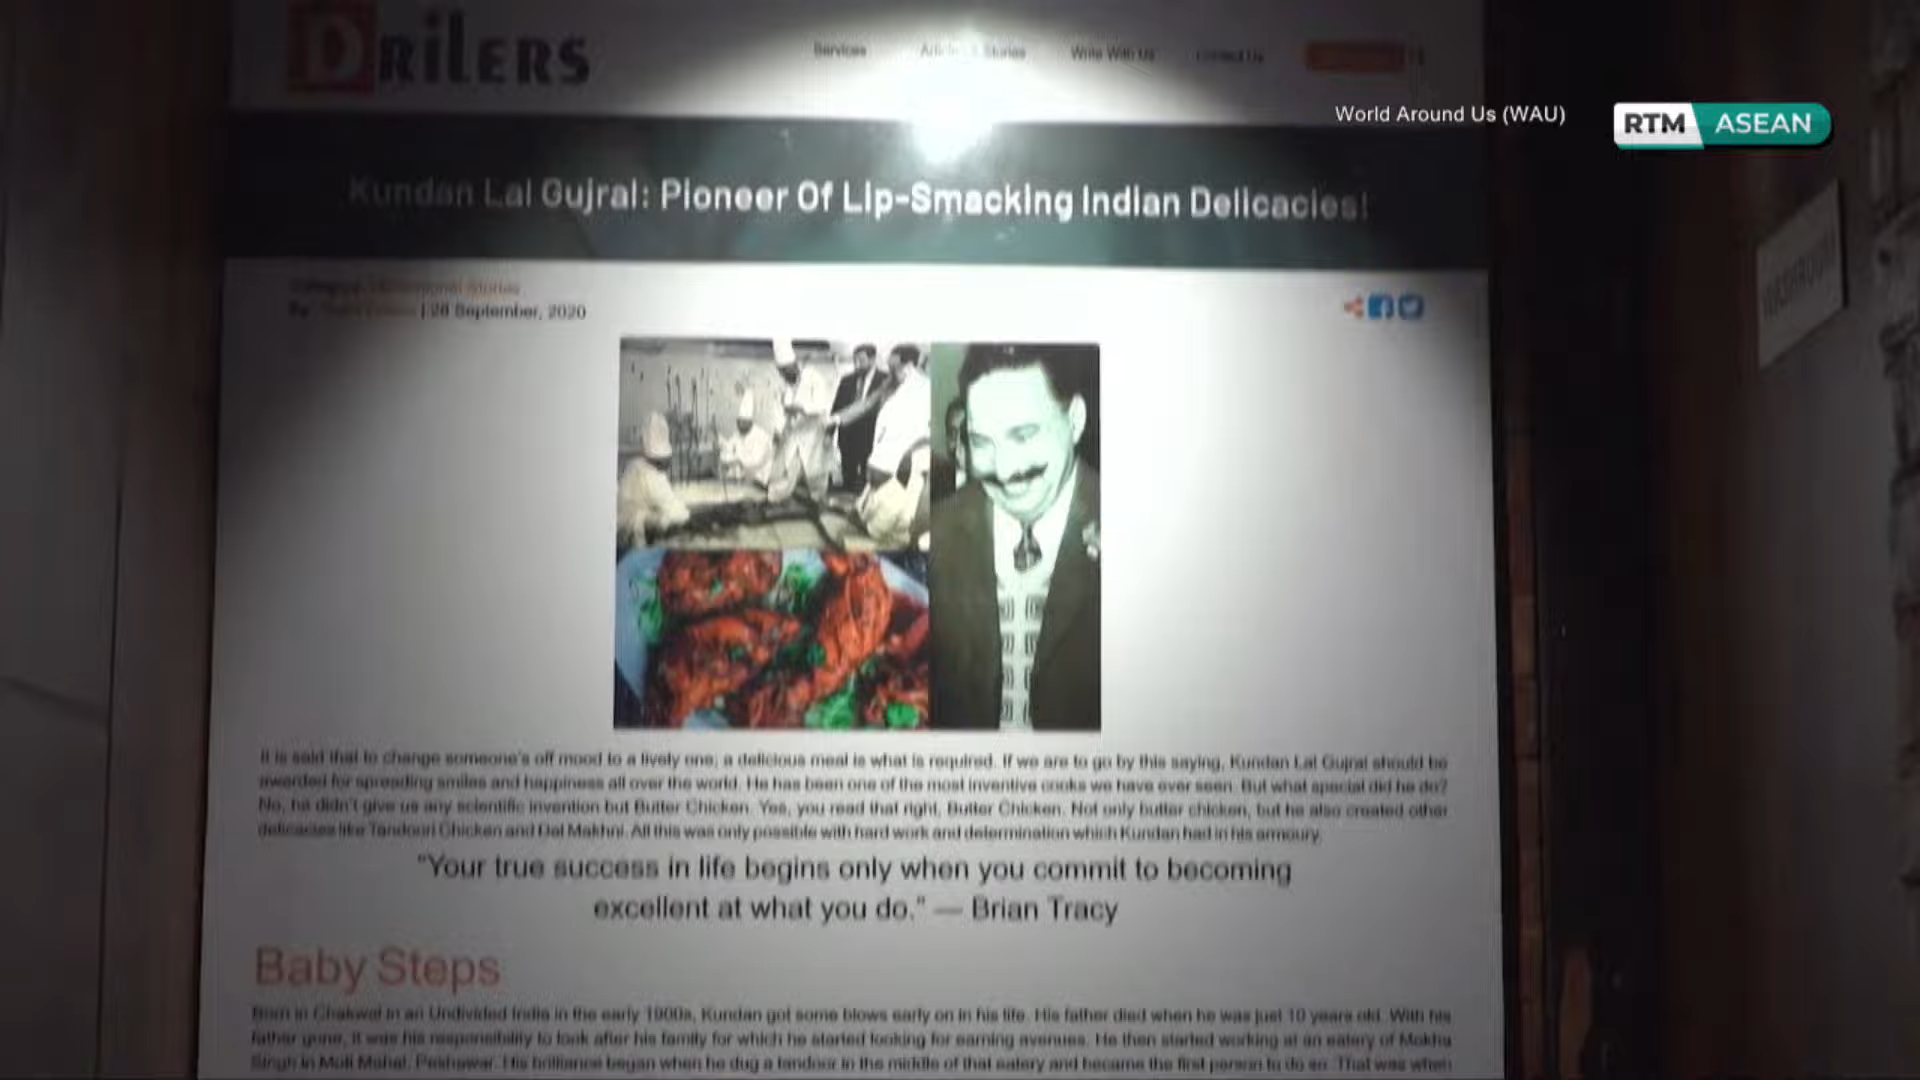 DRiLERS
Services
Articles & Stories
Write With Us
Contact Us
World Around Us (WAU)
RTM ASEAN
Kundan Lal Gujral: Pioneer Of Lip-Smacking Indian Delicacies!
By | 28 September, 2020
WASHROOM
It is said that to change someone's off mood to a lively one; a delicious meal is what is required. If we are to go by this saying, Kundan Lal Gujral should be
awarded for spreading smiles and happiness all over the world. He has been one of the most inventive cooks we have ever seen. But what special did he do?
No, he didn't give us any scientific invention but Butter Chicken. Yes, you read that right, Butter Chicken. Not only butter chicken, but he also created other
delicacies like Tandoori Chicken and Dal Makhni. All this was only possible with hard work and determination which Kundan had in his armoury.
"Your true success in life begins only when you commit to becoming
excellent at what you do." — Brian Tracy
Baby Steps
Born in Chakwal in an Undivided India in the early 1900s, Kundan got some blows early on in his life. His father died when he was just 10 years old. With his
father gone, it was his responsibility to look after his family for which he started looking for earning avenues. He then started working at an eatery of Mokha
Singh in Moti Mahal, Peshawar. His brilliance began when he dug a tandoor in the middle of that eatery and became the first person to do so. That was when